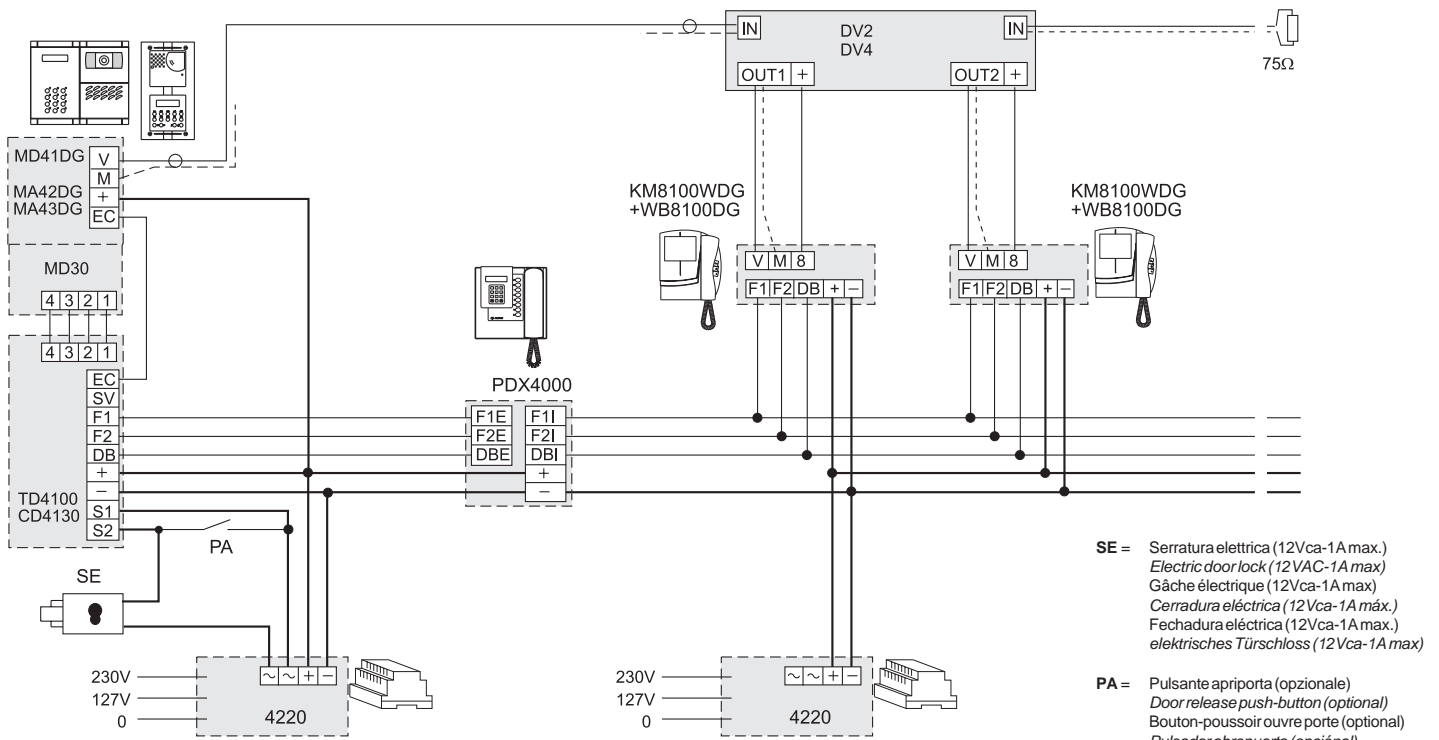 IN DV2 IN
DV4
OUT1 + OUT2 +
75Ω
MD41DG V
M
MA42DG +
MA43DG EC
MD30
4 3 2 1
4 3 2 1
EC
SV
F1
F2
DB
+
−
S1
S2
TD4100
CD4130
PA
SE
PDX4000
F1E F1I
F2E F2I
DBE DBI
+
−
KM8100WDG
+WB8100DG
V M 8
F1 F2 DB + −
KM8100WDG
+WB8100DG
V M 8
F1 F2 DB + −
230V
127V
0
~ ~ + −
4220
230V
127V
0
~ ~ + −
4220
SE = Serratura elettrica (12Vca-1A max.)
Electric door lock (12 VAC-1A max)
Gâche électrique (12Vca-1A max)
Cerradura eléctrica (12Vca-1A máx.)
Fechadura eléctrica (12Vca-1A max.)
elektrisches Türschloss (12Vca-1A max)
PA = Pulsante apriporta (opzionale)
Door release push-button (optional)
Bouton-poussoir ouvre porte (optional)